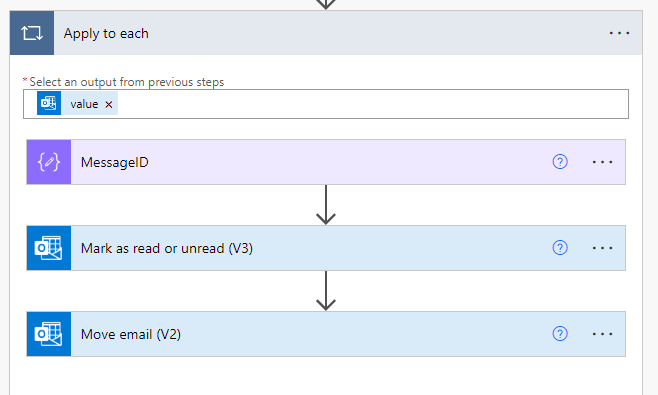 Apply to each
*Select an output from previous steps
value ×
MessageID
Mark as read or unread (V3)
Move email (V2)